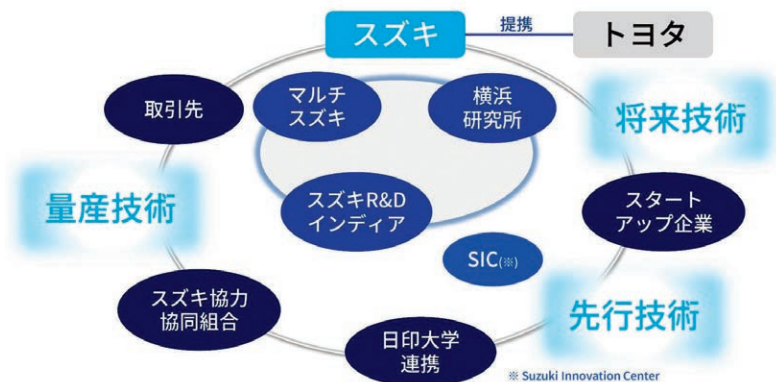 スズキ
提携
トヨタ
取引先
マルチ
スズキ
横浜
研究所
将来技術
量産技術
スズキR&D
インディア
スタート
アップ企業
SIC(※)
スズキ協力
協同組合
日印大学
連携
先行技術
※ Suzuki Innovation Center